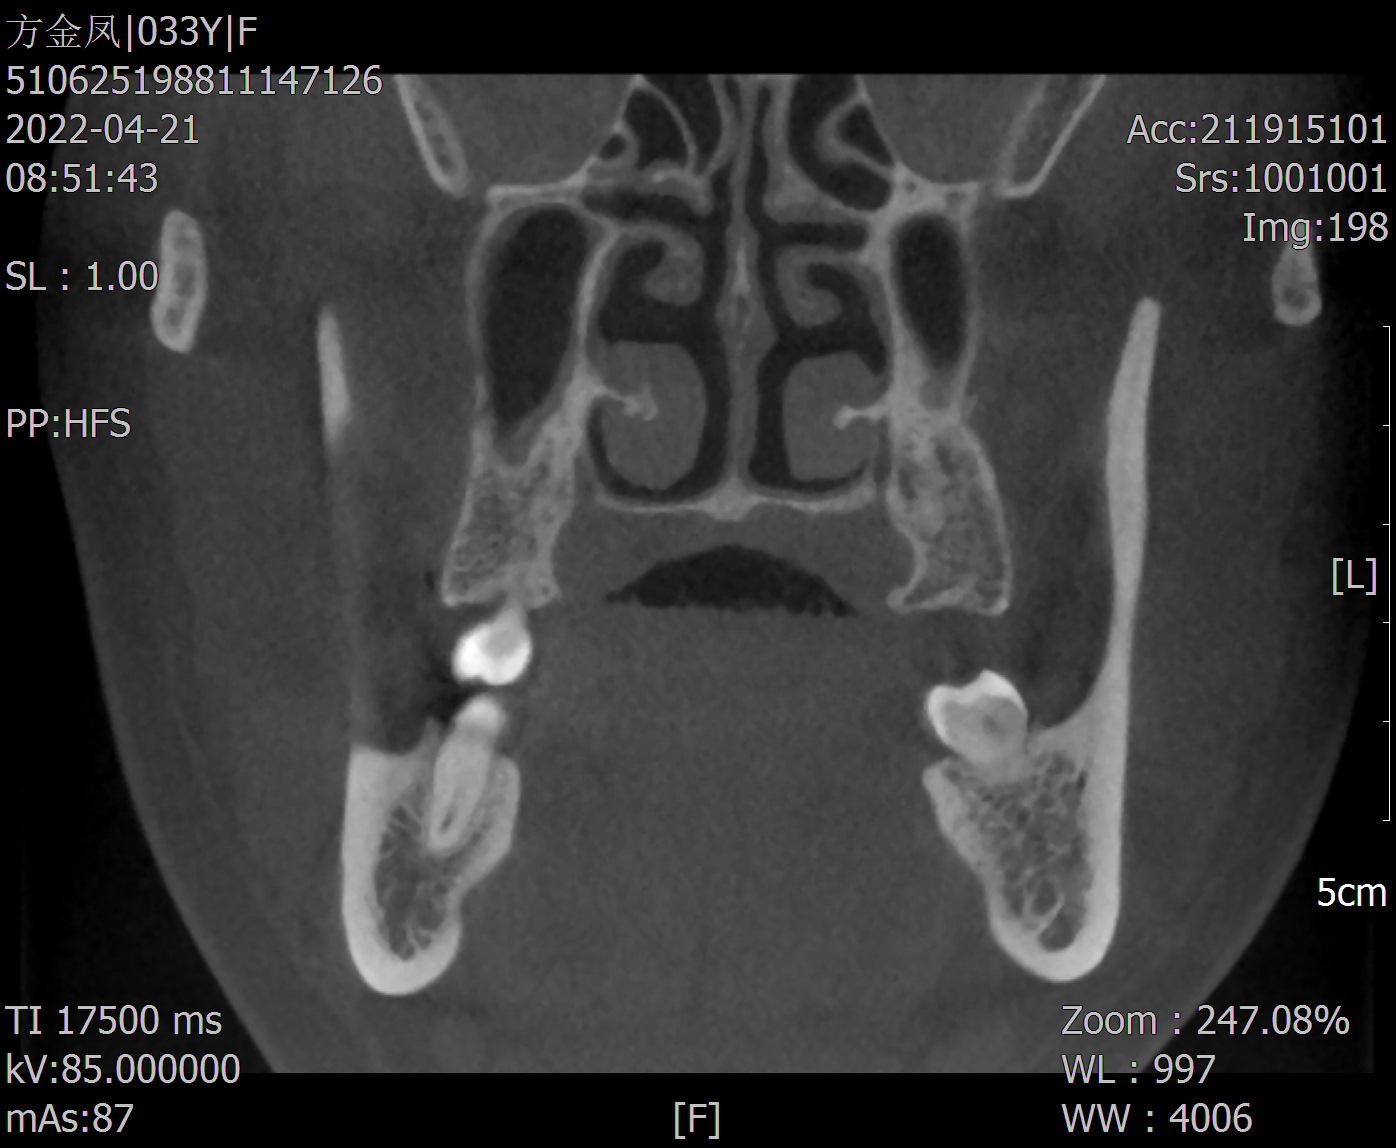 方金凤|033Y|F
510625198811147126
2022-04-21
08:51:43
SL : 1.00
PP:HFS
Acc:211915101
Srs:1001001
Img:198
[L]
5cm
TI 17500 ms
kV:85.000000
mAs:87
[F]
Zoom : 247.08%
WL : 997
WW : 4006